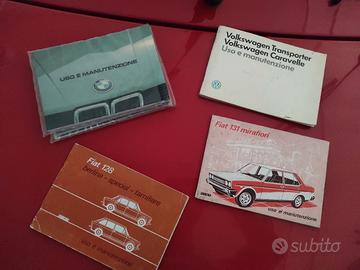 USO E MANUTENZIONE
Volkswagen Transporter
Volkswagen Caravelle
Uso e manutenzione
Fiat 131 mirafiori
uso e manutenzione
Fiat 128
berlina - special - familiare
uso e manutenzione
subito